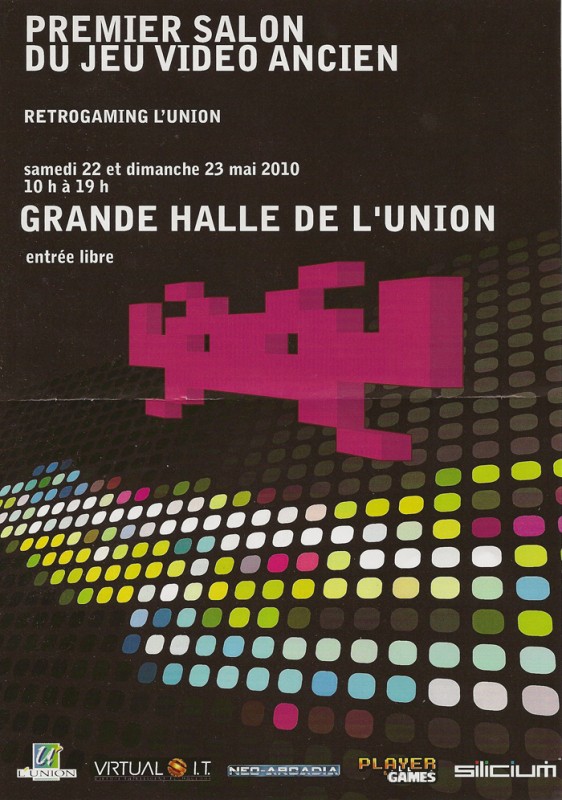 PREMIER SALON
DU JEU VIDEO ANCIEN
RETROGAMING L'UNION
samedi 22 et dimanche 23 mai 2010
10 h à 19 h
GRANDE HALLE DE L'UNION
entrée libre
L'UNION
VIRTUAL I.T.
NEO-ARCADIA
PLAYER
GAMES
SILICIUM